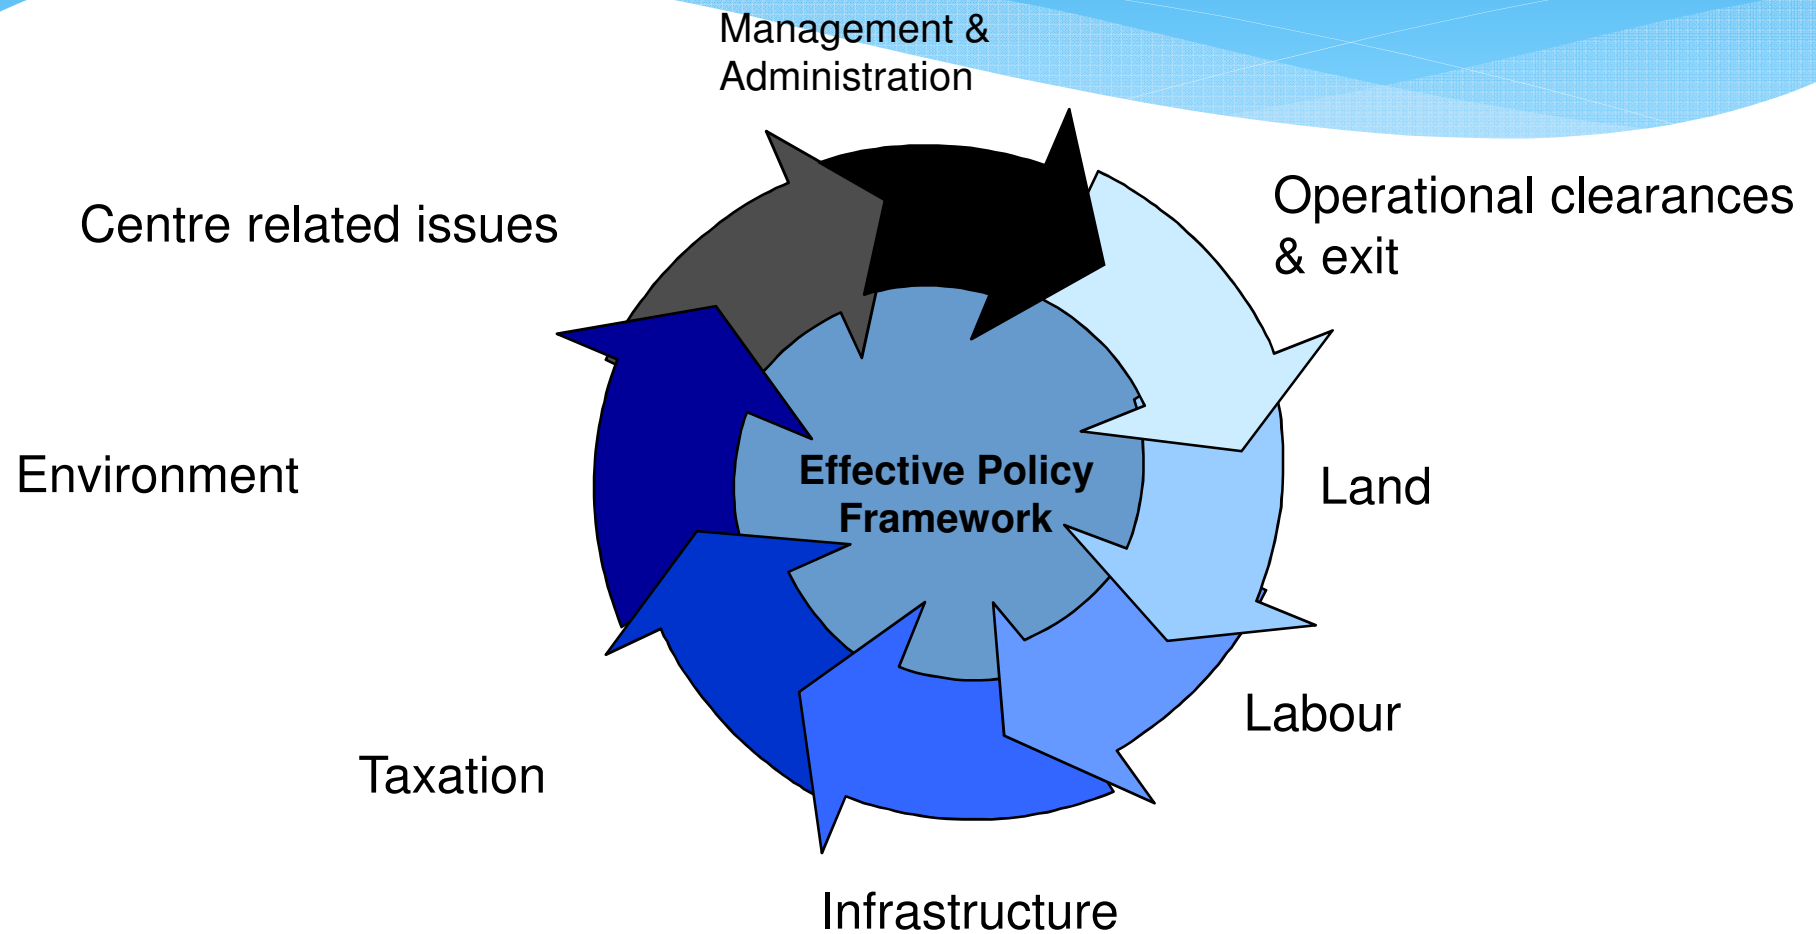 Management &
Administration
Operational clearances
& exit
Centre related issues
Environment
Effective Policy
Framework
Land
Labour
Taxation
Infrastructure